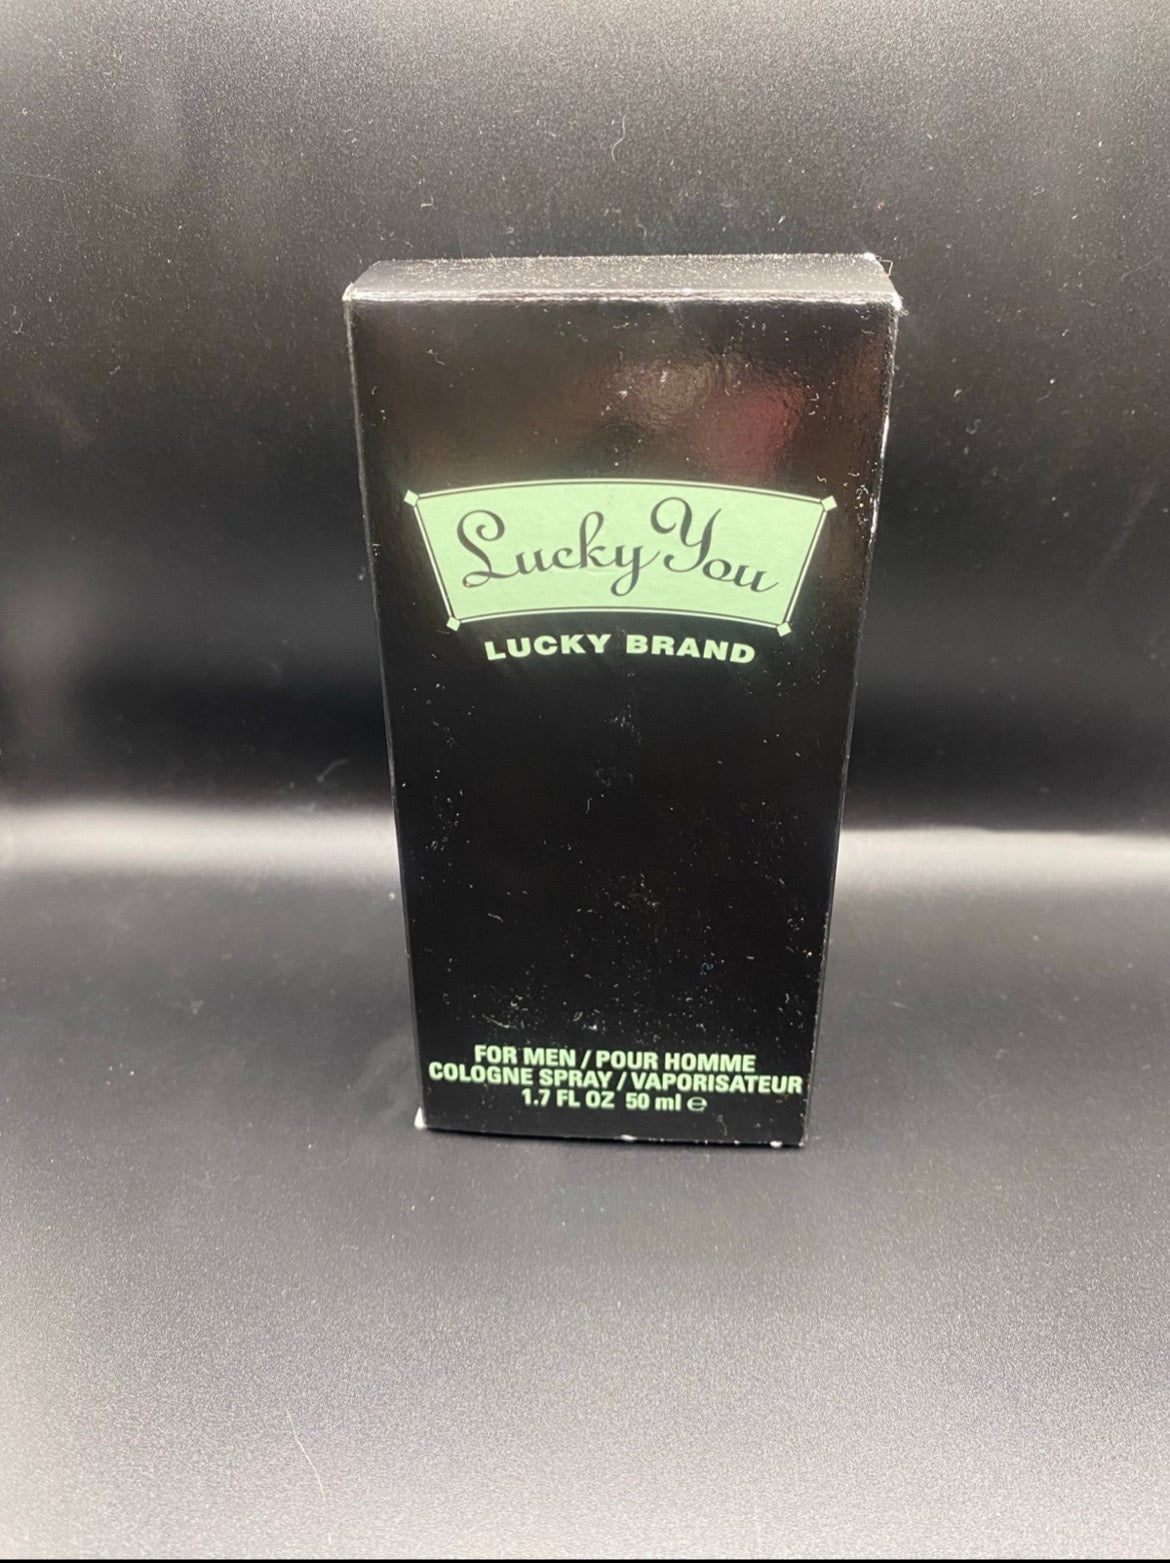 Lucky You
LUCKY BRAND
FOR MEN / POUR HOMME
COLOGNE SPRAY / VAPORISATEUR
1.7 FL OZ 50 ml ℮